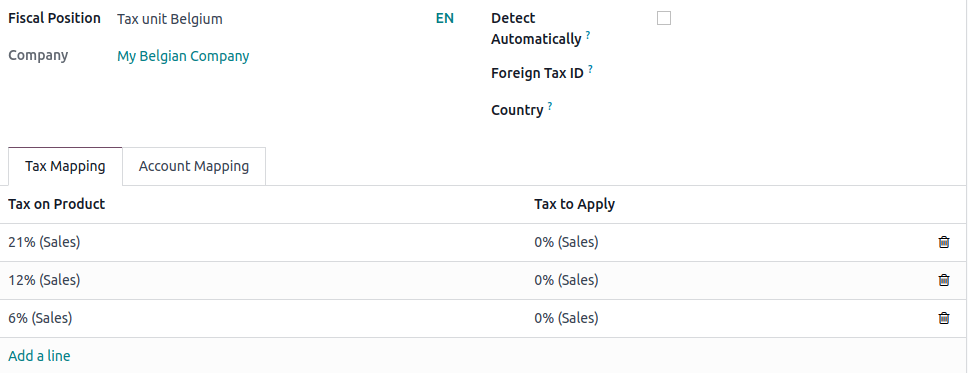 Fiscal Position Tax unit Belgium EN
Company My Belgian Company
Detect
Automatically ?
Foreign Tax ID ?
Country ?
Tax Mapping Account Mapping
Tax on Product Tax to Apply
21% (Sales) 0% (Sales)
12% (Sales) 0% (Sales)
6% (Sales) 0% (Sales)
Add a line